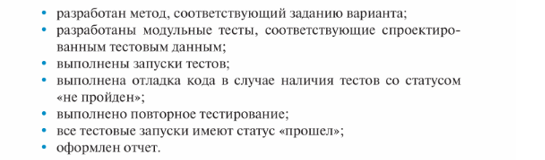 • разработан метод, соответствующий заданию варианта;
• разработаны модульные тесты, соответствующие спроектиро-
ванным тестовым данным;
• выполнены запуски тестов;
• выполнена отладка кода в случае наличия тестов со статусом
«не пройден»;
• выполнено повторное тестирование;
• все тестовые запуски имеют статус «прошел»;
• оформлен отчет.